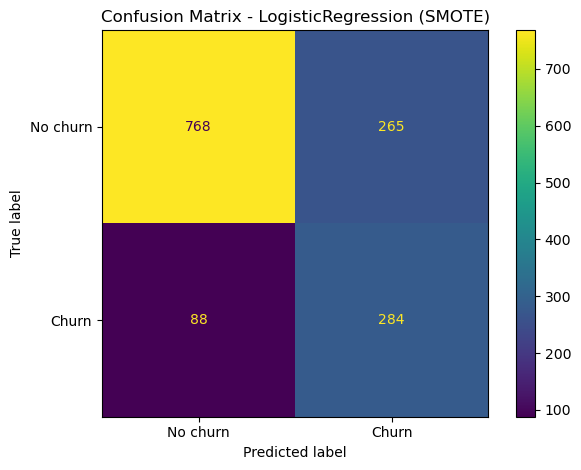 Confusion Matrix - LogisticRegression (SMOTE)
No churn
768
265
Churn
88
284
True label
No churn
Churn
Predicted label
700
600
500
400
300
200
100